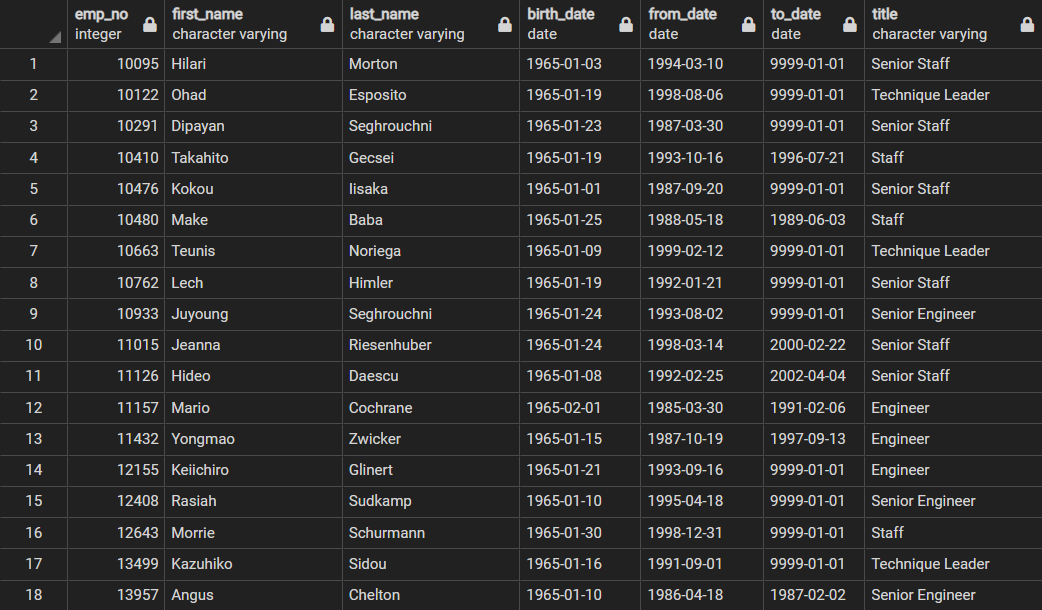 emp_no first_name last_name birth_date from_date to_date title
integer character varying character varying date date date character varying
1 10095 Hilari Morton 1965-01-03 1994-03-10 9999-01-01 Senior Staff
2 10122 Ohad Esposito 1965-01-19 1998-08-06 9999-01-01 Technique Leader
3 10291 Dipayan Seghrouchni 1965-01-23 1987-03-30 9999-01-01 Senior Staff
4 10410 Takahito Gecsei 1965-01-19 1993-10-16 1996-07-21 Staff
5 10476 Kokou Iisaka 1965-01-01 1987-09-20 9999-01-01 Senior Staff
6 10480 Make Baba 1965-01-25 1988-05-18 1989-06-03 Staff
7 10663 Teunis Noriega 1965-01-09 1999-02-12 9999-01-01 Technique Leader
8 10762 Lech Himler 1965-01-19 1992-01-21 9999-01-01 Senior Staff
9 10933 Juyoung Seghrouchni 1965-01-24 1993-08-02 9999-01-01 Senior Engineer
10 11015 Jeanna Riesenhuber 1965-01-24 1998-03-14 2000-02-22 Senior Staff
11 11126 Hideo Daescu 1965-01-08 1992-02-25 2002-04-04 Senior Staff
12 11157 Mario Cochrane 1965-02-01 1985-03-30 1991-02-06 Engineer
13 11432 Yongmao Zwicker 1965-01-15 1987-10-19 1997-09-13 Engineer
14 12155 Keiichiro Glinert 1965-01-21 1993-09-16 9999-01-01 Engineer
15 12408 Rasiah Sudkamp 1965-01-10 1995-04-18 9999-01-01 Senior Engineer
16 12643 Morrie Schurmann 1965-01-30 1998-12-31 9999-01-01 Staff
17 13499 Kazuhiko Sidou 1965-01-16 1991-09-01 9999-01-01 Technique Leader
18 13957 Angus Chelton 1965-01-10 1986-04-18 1987-02-02 Senior Engineer